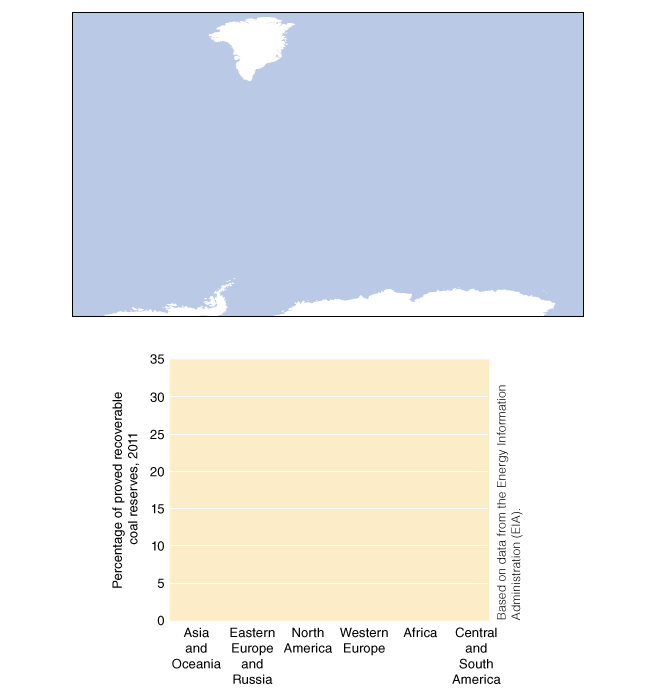 35
30
25
20
15
10
5
0
Percentage of proved recoverable
coal reserves, 2011
Asia
and
Oceania
Eastern
Europe
and
Russia
North
America
Western
Europe
Africa
Central
and
South
America
Based on data from the Energy Information
Administration (EIA).